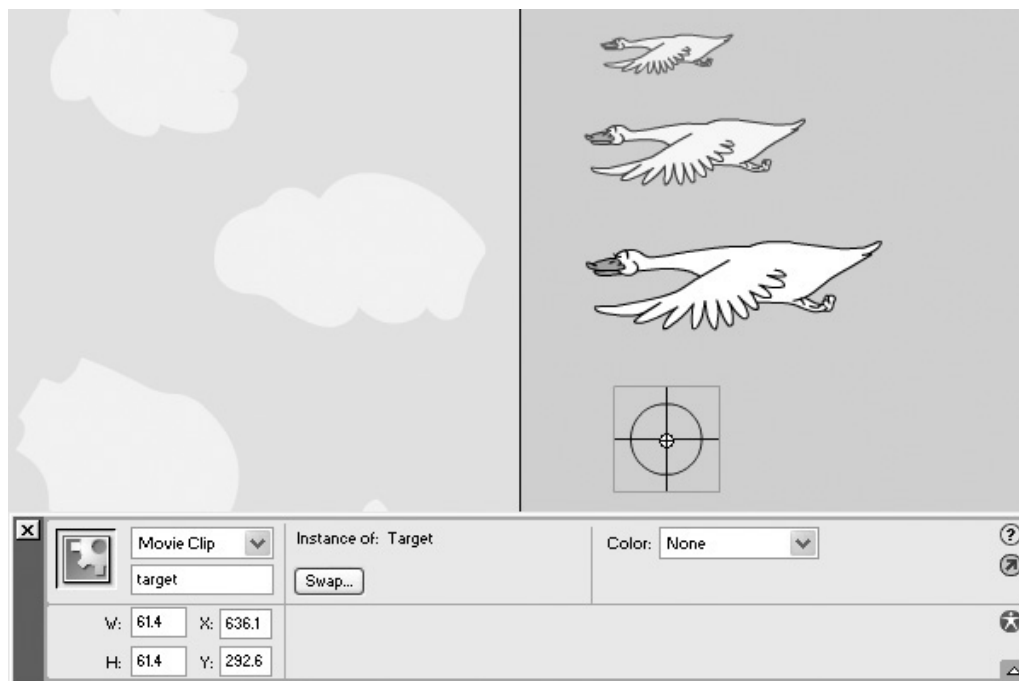 Movie Clip
Instance of: Target
Color: None
target
Swap...
W: 61.4 X: 636.1
H: 61.4 Y: 292.6